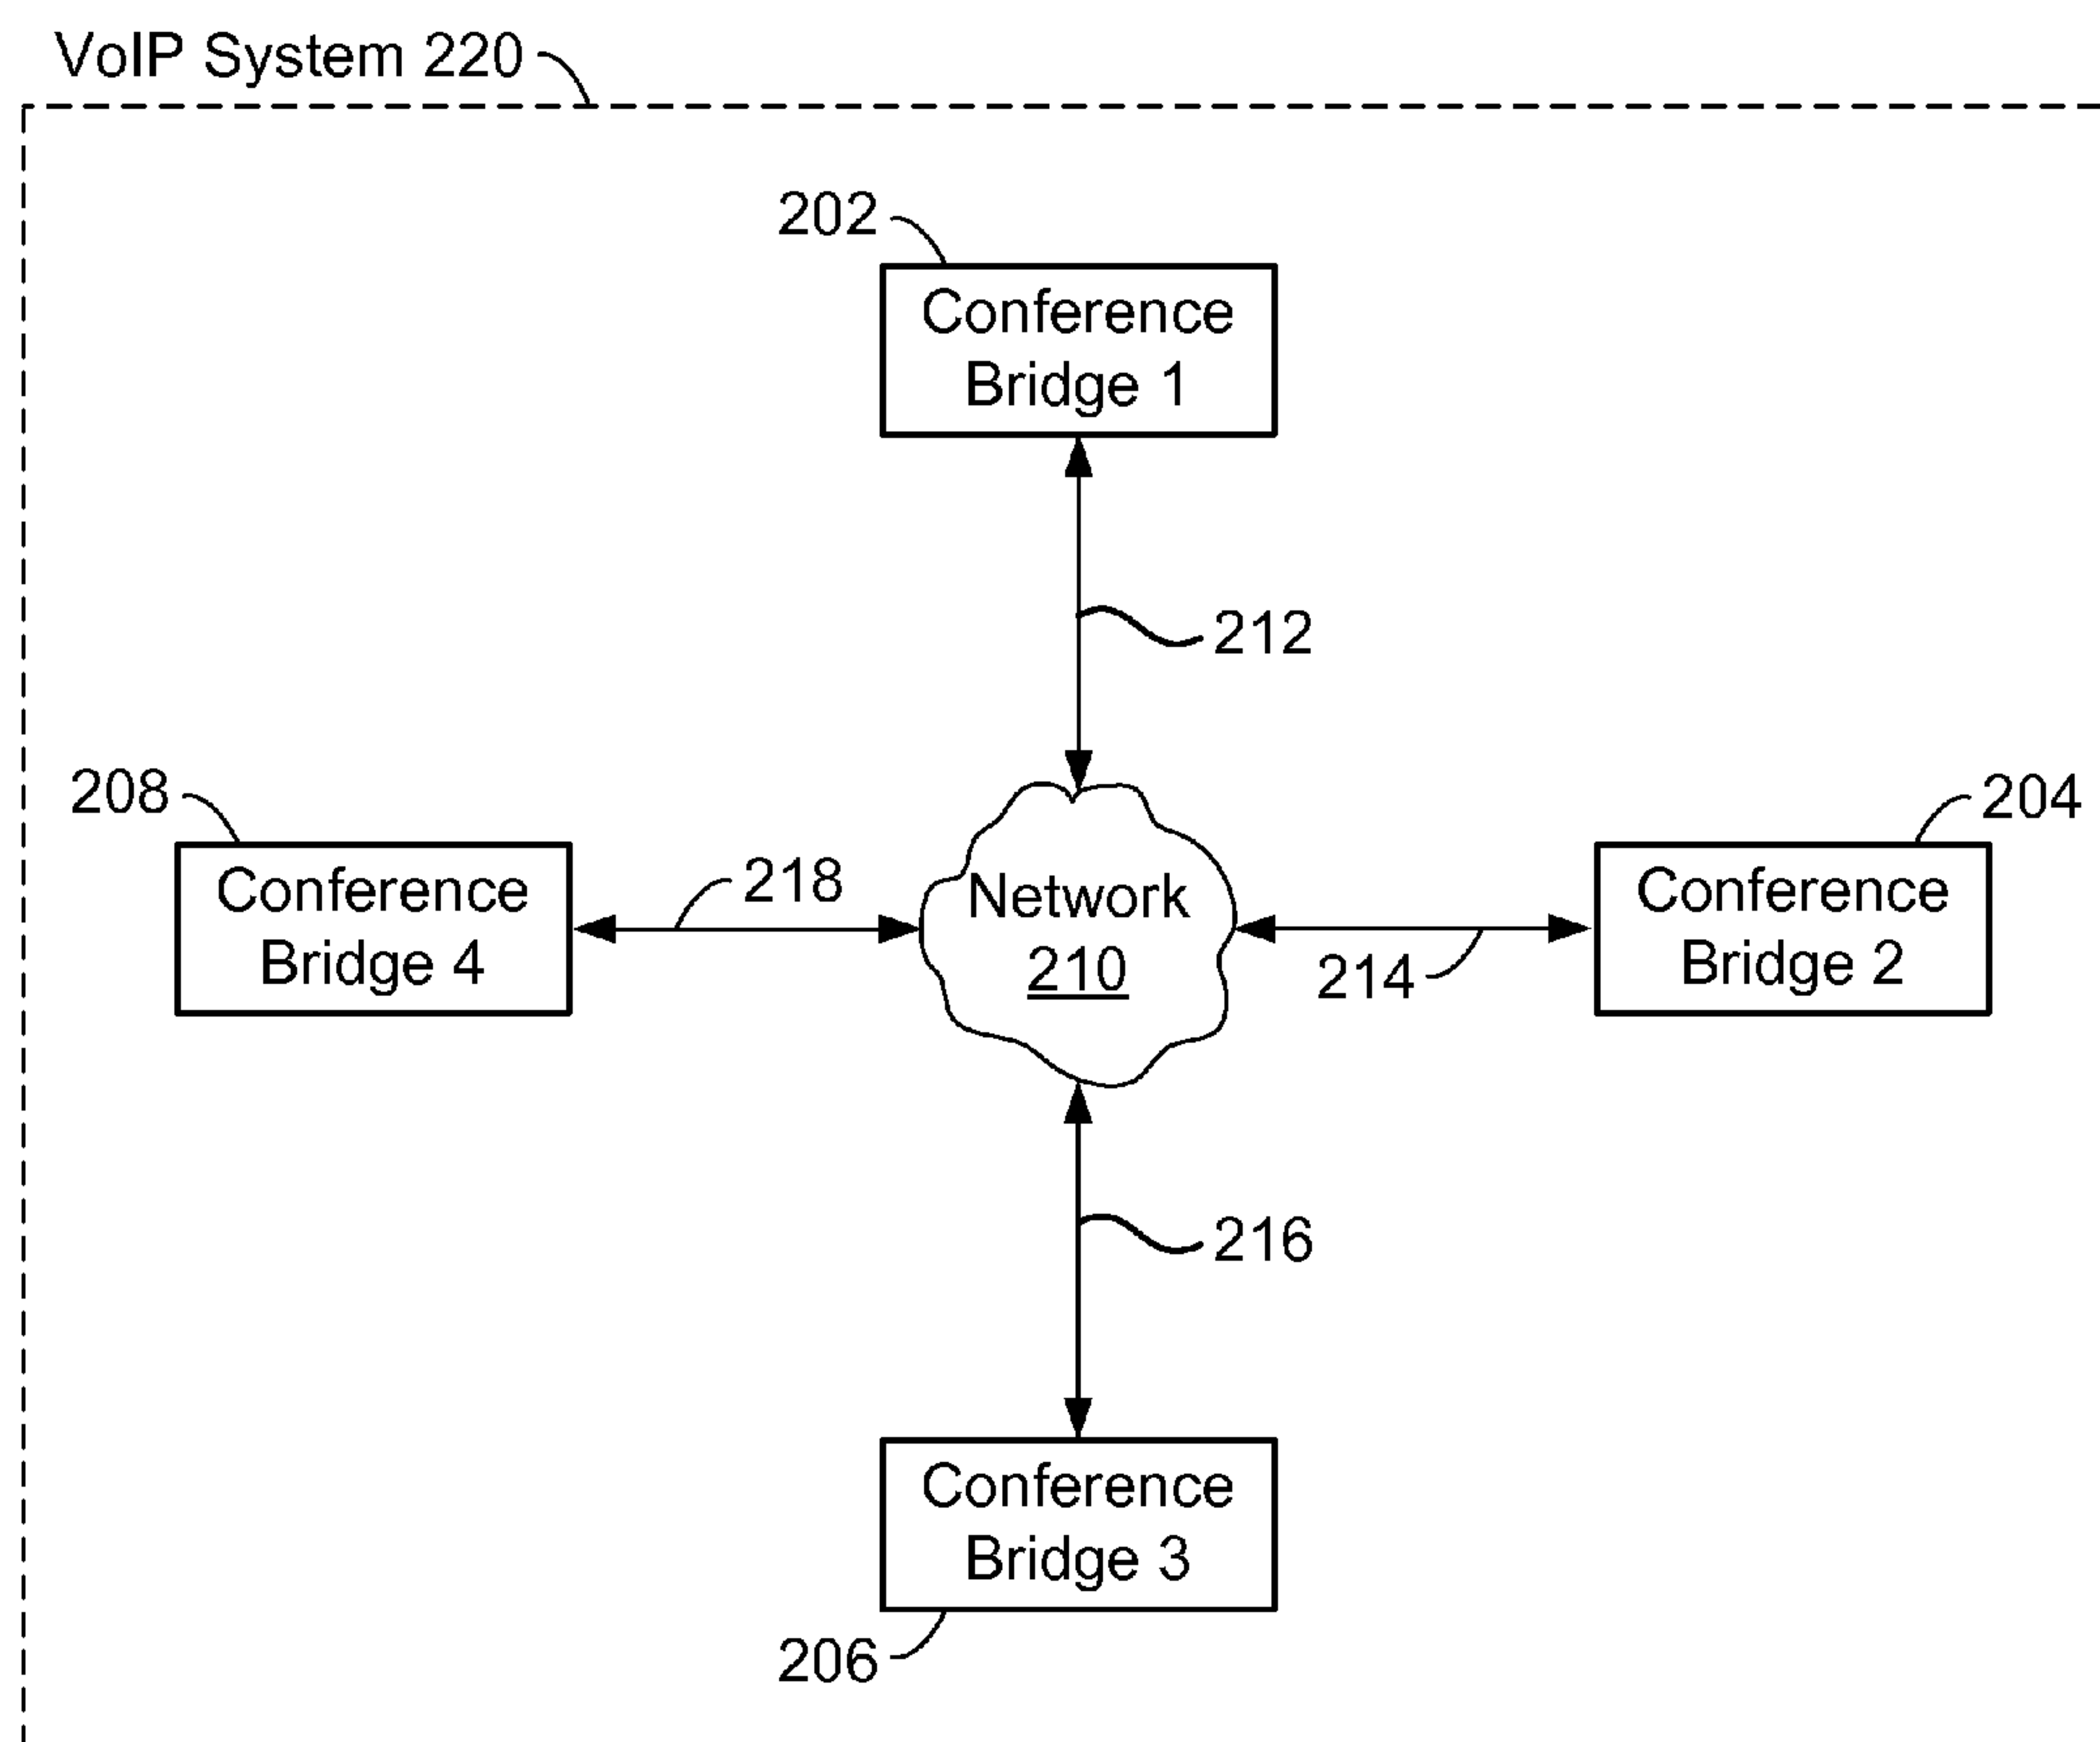 VoIP System 220
202
Conference
Bridge 1
212
208
204
Conference
Bridge 4
218
Network
210
214
Conference
Bridge 2
216
Conference
Bridge 3
206